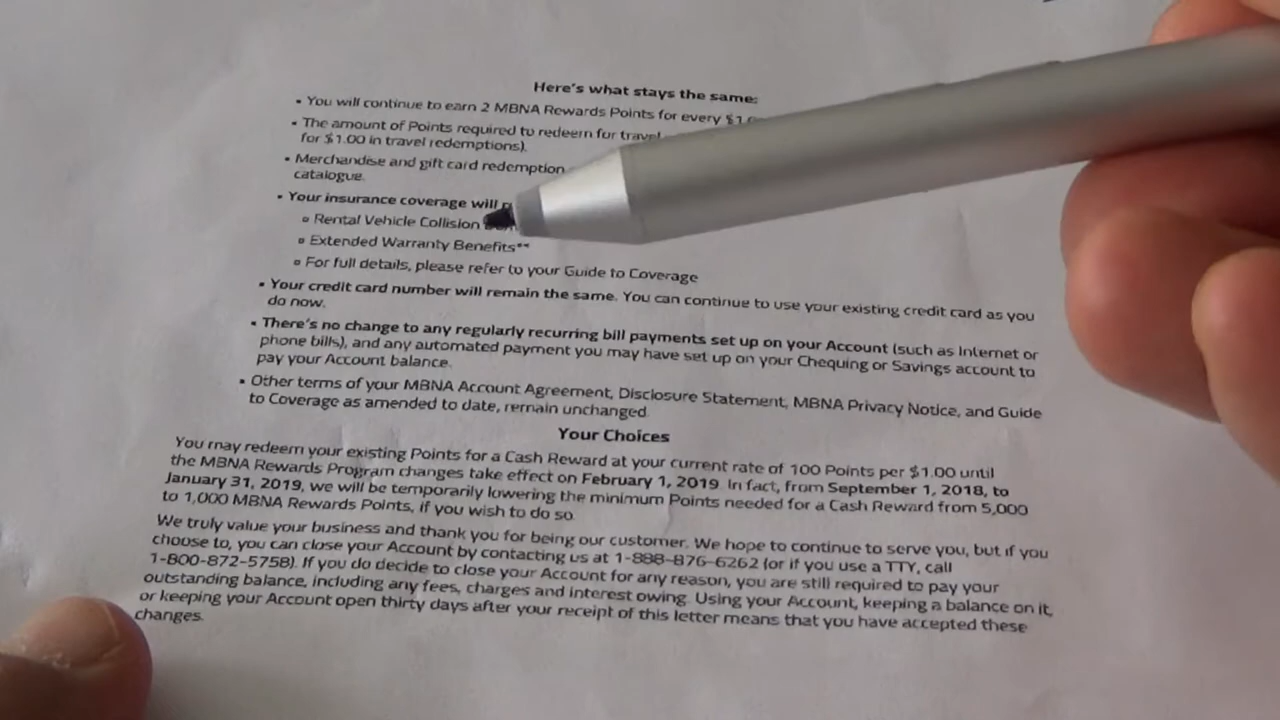 Here's what stays the same:
▪ You will continue to earn 2 MBNA Rewards Points for every
▪ The amount of Points required to redeem for travel
for $1.00 in travel redemptions).
▪ Merchandise and gift card redemption
catalogue.
▪ Your insurance coverage will
▫ Rental Vehicle Collision
▫ Extended Warranty Benefits**
▫ For full details, please refer to your Guide to Coverage
▪ Your credit card number will remain the same. You can continue to use your existing credit card as you
do now.
▪ There's no change to any regularly recurring bill payments set up on your Account (such as Internet or
phone bills), and any automated payment you may have set up on your Chequing or Savings account to
pay your Account balance.
▪ Other terms of your MBNA Account Agreement, Disclosure Statement, MBNA Privacy Notice, and Guide
to Coverage as amended to date, remain unchanged.
Your Choices
You may redeem your existing Points for a Cash Reward at your current rate of 100 Points per $1.00 until
the MBNA Rewards Program changes take effect on February 1, 2019. In fact, from September 1, 2018, to
January 31, 2019, we will be temporarily lowering the minimum Points needed for a Cash Reward from 5,000
to 1,000 MBNA Rewards Points, if you wish to do so.
We truly value your business and thank you for being our customer. We hope to continue to serve you, but if you
choose to, you can close your Account by contacting us at 1-888-876-6262 (or if you use a TTY, call
1-800-872-5758). If you do decide to close your Account for any reason, you are still required to pay your
outstanding balance, including any fees, charges and interest owing. Using your Account, keeping a balance on it,
or keeping your Account open thirty days after your receipt of this letter means that you have accepted these
changes.